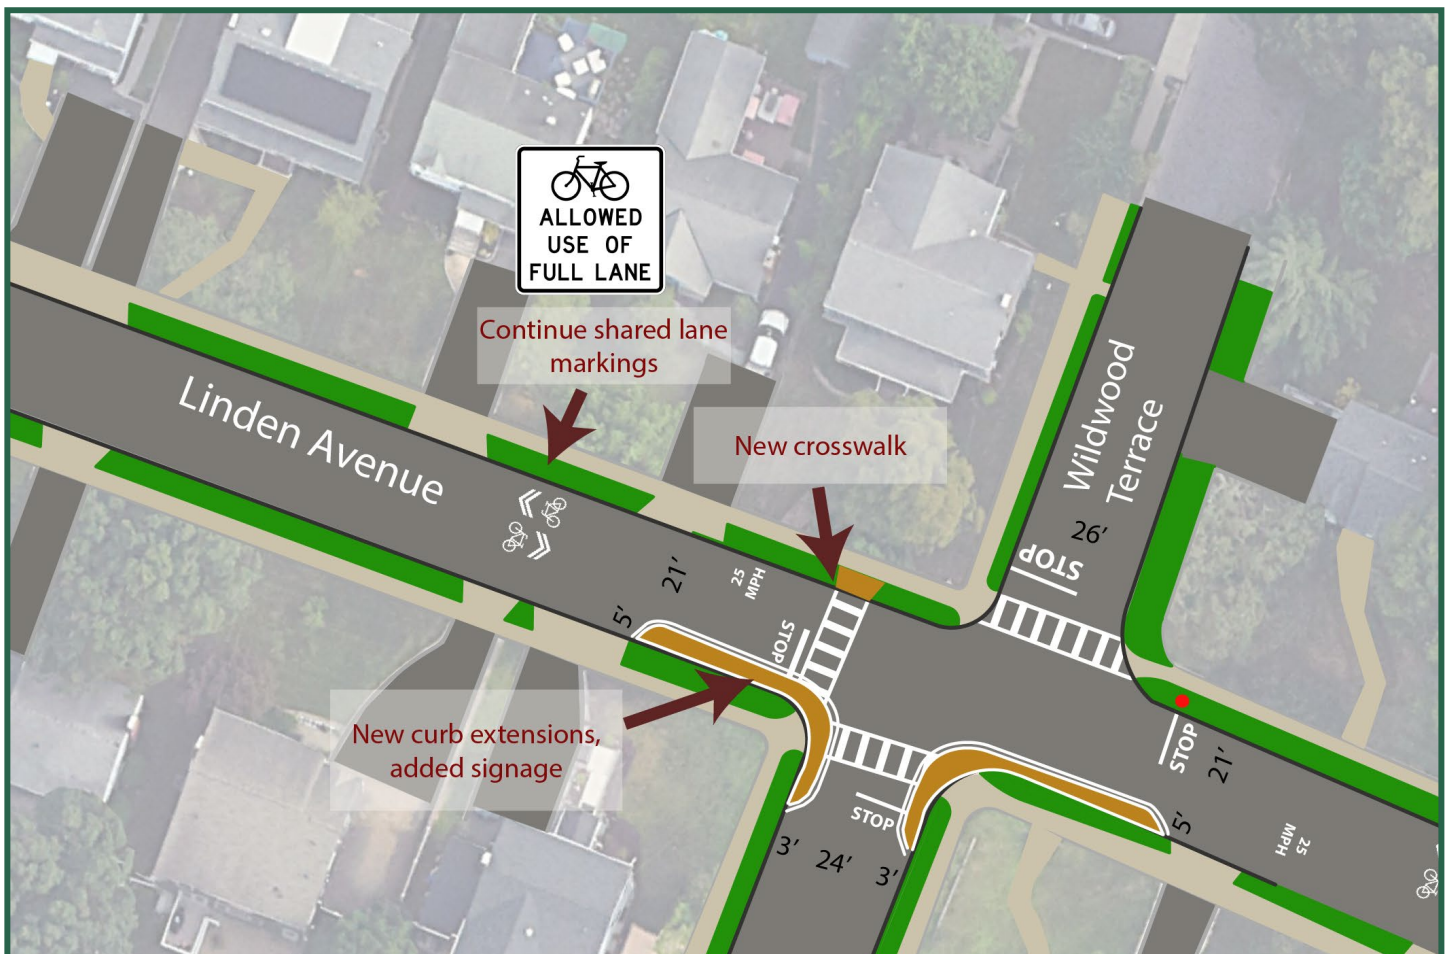 ALLOWED
USE OF
FULL LANE
Continue shared lane
markings
New crosswalk
Linden Avenue
Wildwood
Terrace
26'
STOP
21'
25
MPH
5'
STOP
New curb extensions,
added signage
STOP
21'
STOP
5'
3'
24'
3'
25
MPH